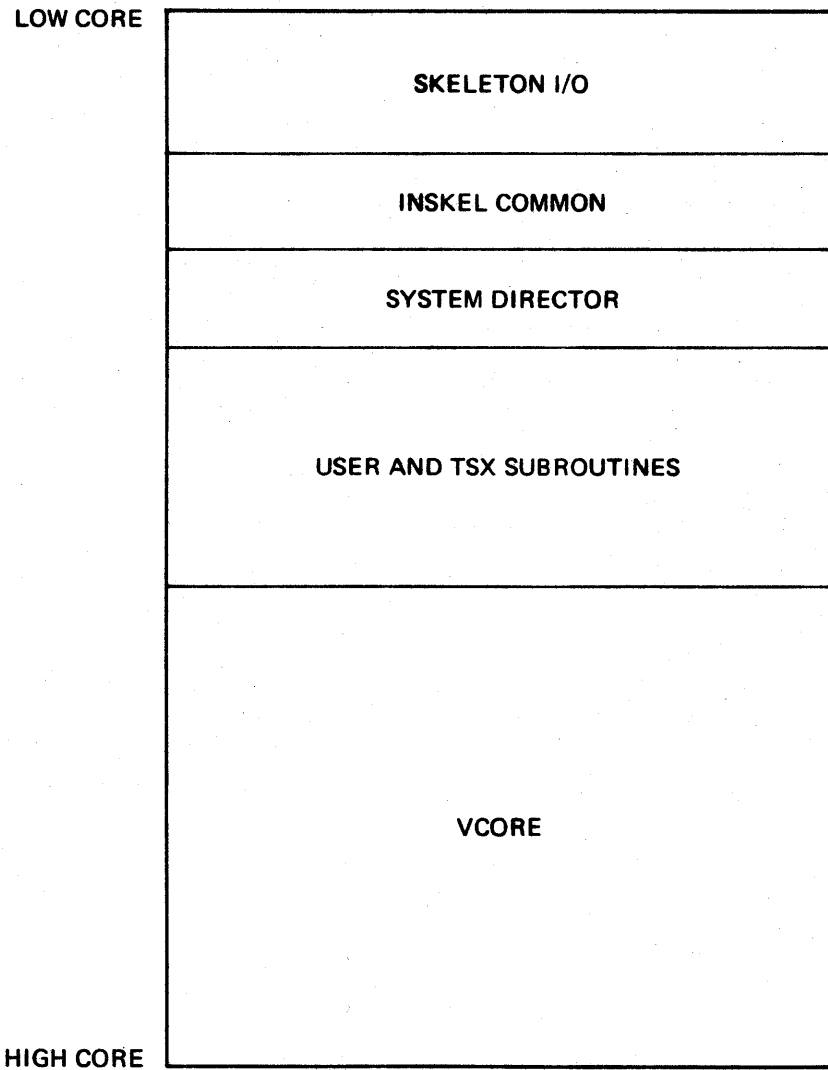 LOW CORE
SKELETON I/O
INSKEL COMMON
SYSTEM DIRECTOR
USER AND TSX SUBROUTINES
VCORE
HIGH CORE